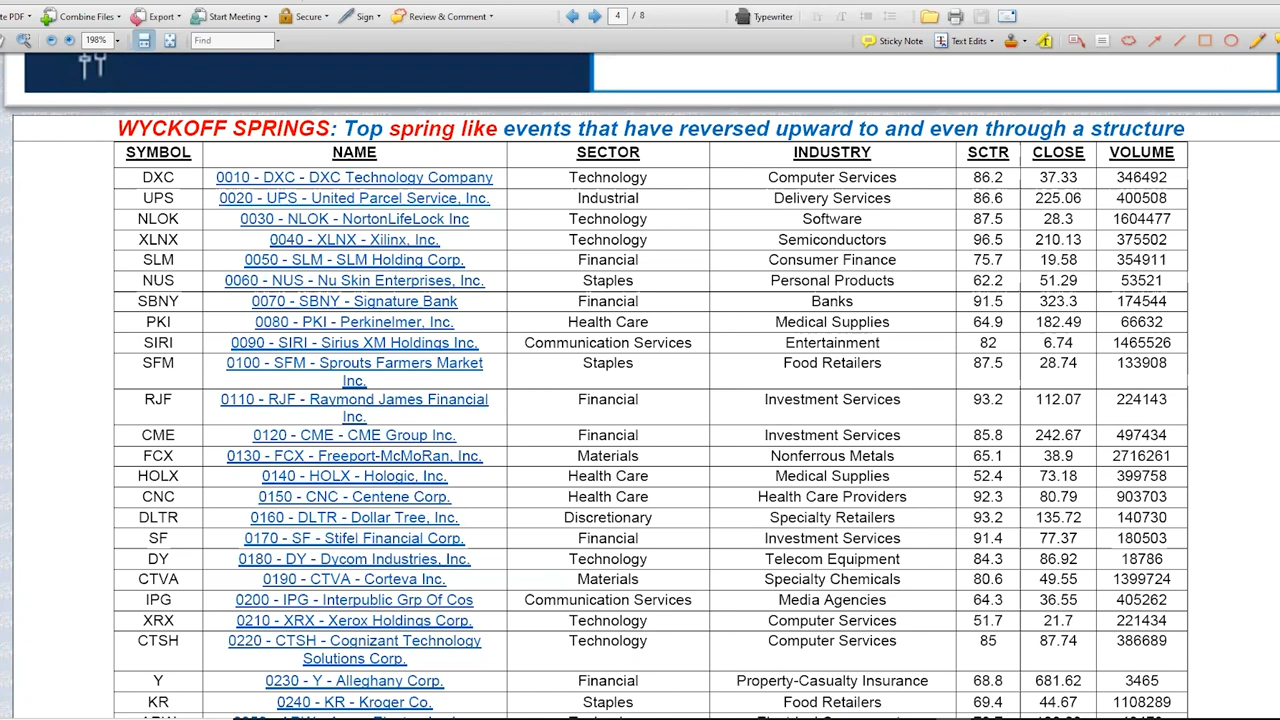 te PDF Combine Files Export Start Meeting Secure Sign Review & Comment 4 / 8 Typewriter
198% Find Sticky Note Text Edits
WYCKOFF SPRINGS: Top spring like events that have reversed upward to and even through a structure
SYMBOL NAME SECTOR INDUSTRY SCTR CLOSE VOLUME
DXC 0010 - DXC - DXC Technology Company Technology Computer Services 86.2 37.33 346492
UPS 0020 - UPS - United Parcel Service, Inc. Industrial Delivery Services 86.6 225.06 400508
NLOK 0030 - NLOK - NortonLifeLock Inc Technology Software 87.5 28.3 1604477
XLNX 0040 - XLNX - Xilinx, Inc. Technology Semiconductors 96.5 210.13 375502
SLM 0050 - SLM - SLM Holding Corp. Financial Consumer Finance 75.7 19.58 354911
NUS 0060 - NUS - Nu Skin Enterprises, Inc. Staples Personal Products 62.2 51.29 53521
SBNY 0070 - SBNY - Signature Bank Financial Banks 91.5 323.3 174544
PKI 0080 - PKI - Perkinelmer, Inc. Health Care Medical Supplies 64.9 182.49 66632
SIRI 0090 - SIRI - Sirius XM Holdings Inc. Communication Services Entertainment 82 6.74 1465526
SFM 0100 - SFM - Sprouts Farmers Market Staples Food Retailers 87.5 28.74 133908
Inc.
RJF 0110 - RJF - Raymond James Financial Financial Investment Services 93.2 112.07 224143
Inc.
CME 0120 - CME - CME Group Inc. Financial Investment Services 85.8 242.67 497434
FCX 0130 - FCX - Freeport-McMoRan, Inc. Materials Nonferrous Metals 65.1 38.9 2716261
HOLX 0140 - HOLX - Hologic, Inc. Health Care Medical Supplies 52.4 73.18 399758
CNC 0150 - CNC - Centene Corp. Health Care Health Care Providers 92.3 80.79 903703
DLTR 0160 - DLTR - Dollar Tree, Inc. Discretionary Specialty Retailers 93.2 135.72 140730
SF 0170 - SF - Stifel Financial Corp. Financial Investment Services 91.4 77.37 180503
DY 0180 - DY - Dycom Industries, Inc. Technology Telecom Equipment 84.3 86.92 18786
CTVA 0190 - CTVA - Corteva Inc. Materials Specialty Chemicals 80.6 49.55 1399724
IPG 0200 - IPG - Interpublic Grp Of Cos Communication Services Media Agencies 64.3 36.55 405262
XRX 0210 - XRX - Xerox Holdings Corp. Technology Computer Services 51.7 21.7 221434
CTSH 0220 - CTSH - Cognizant Technology Technology Computer Services 85 87.74 386689
Solutions Corp.
Y 0230 - Y - Alleghany Corp. Financial Property-Casualty Insurance 68.8 681.62 3465
KR 0240 - KR - Kroger Co. Staples Food Retailers 69.4 44.67 1108289